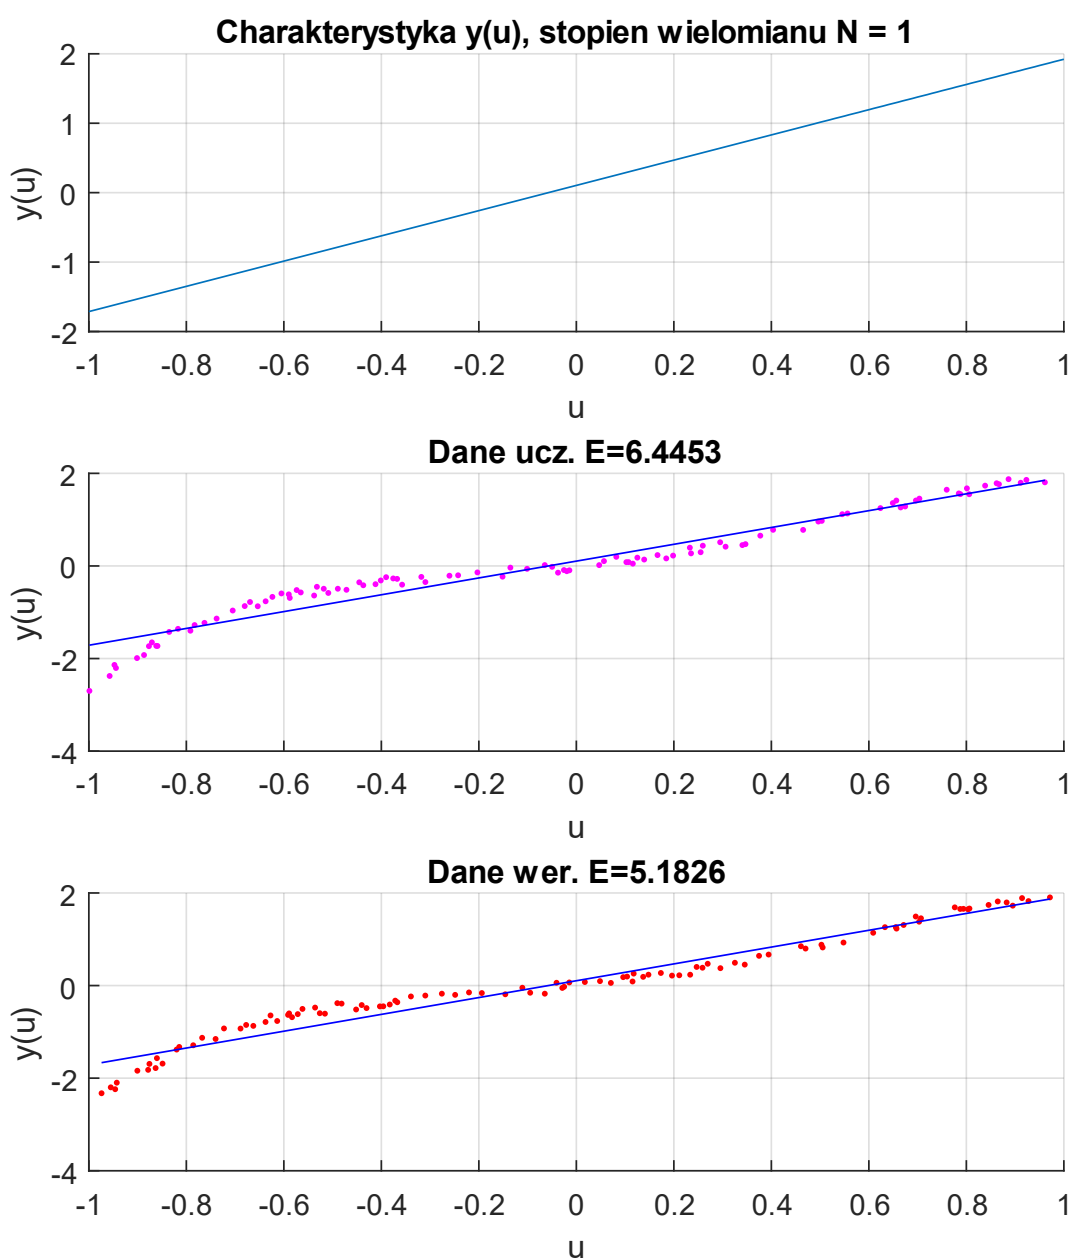 Charakterystyka y(u), stopien wielomianu N = 1
2
1
0
-1
-2
y(u)
-1 -0.8 -0.6 -0.4 -0.2 0 0.2 0.4 0.6 0.8 1
u
Dane ucz. E=6.4453
2
0
-2
-4
y(u)
-1 -0.8 -0.6 -0.4 -0.2 0 0.2 0.4 0.6 0.8 1
u
Dane wer. E=5.1826
2
0
-2
-4
y(u)
-1 -0.8 -0.6 -0.4 -0.2 0 0.2 0.4 0.6 0.8 1
u